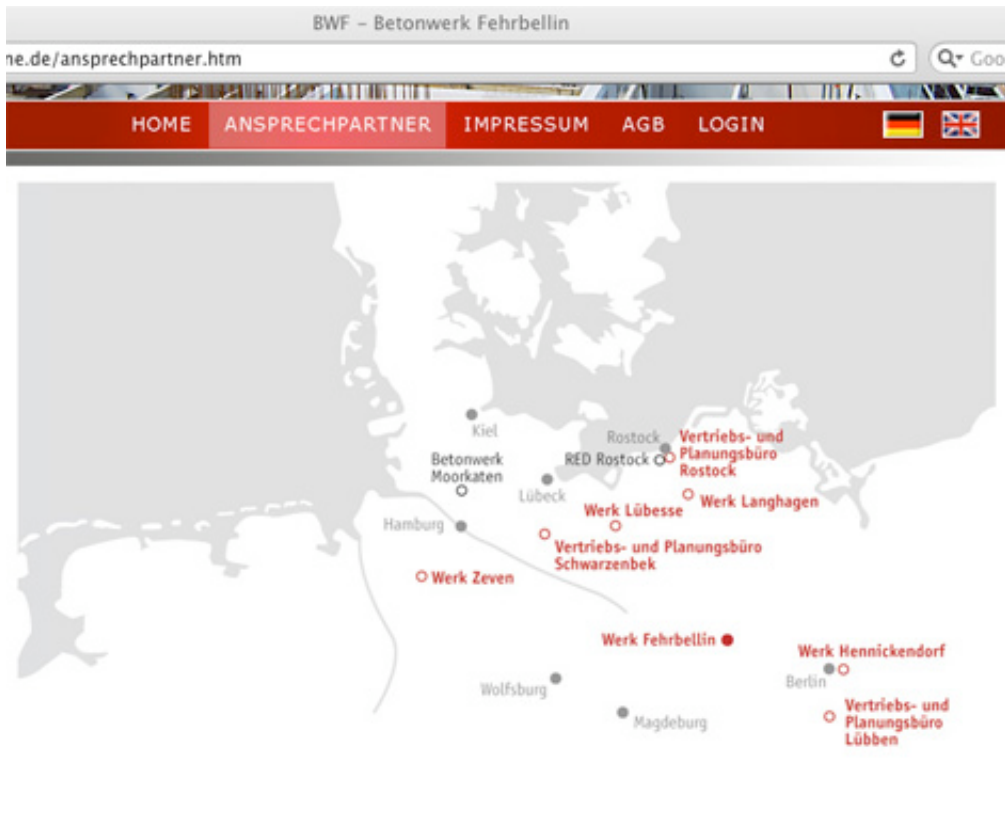 BWF – Betonwerk Fehrbellin
ne.de/ansprechpartner.htm
Goo
HOME ANSPRECHPARTNER IMPRESSUM AGB LOGIN
Kiel
Rostock
Vertriebs- und
Planungsbüro
Rostock
RED Rostock
Betonwerk
Moorkaten
Lübeck
Werk Langhagen
Werk Lübesse
Hamburg
Vertriebs- und Planungsbüro
Schwarzenbek
Werk Zeven
Werk Fehrbellin
Werk Hennickendorf
Berlin
Wolfsburg
Magdeburg
Vertriebs- und
Planungsbüro
Lübben